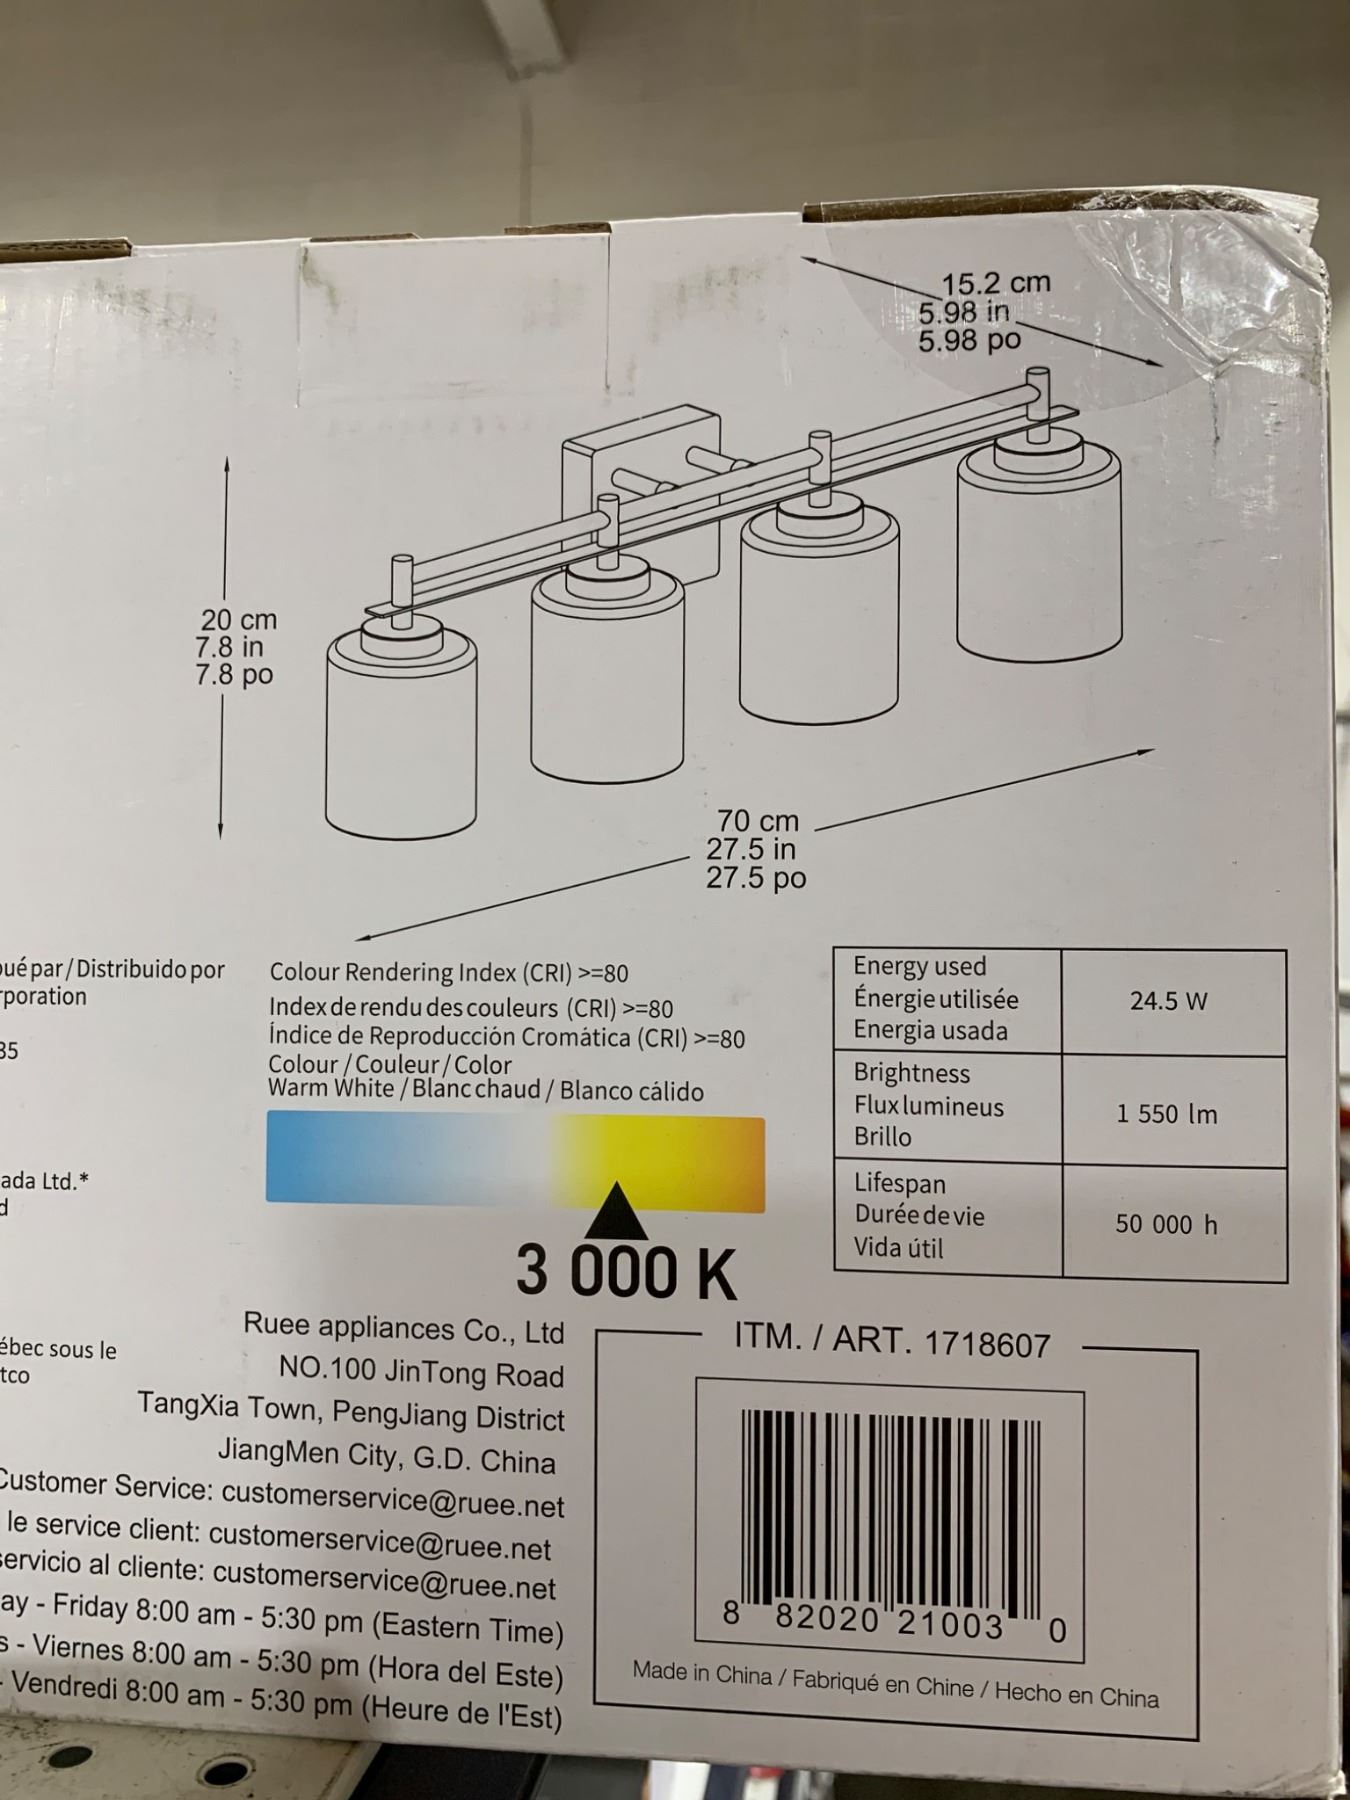 15.2 cm
5.98 in
5.98 po
20 cm
7.8 in
7.8 po
70 cm
27.5 in
27.5 po
par / Distribuido por
35
Ltd.*
sous le
Colour Rendering Index (CRI) >=80
Index de rendu des couleurs (CRI) >=80
Índice de Reproducción Cromática (CRI) >=80
Colour / Couleur / Color
Warm White / Blanc chaud / Blanco cálido
3 000 K
Energy used
Énergie utilisée
Energia usada
24.5 W
Brightness
Flux lumineus
Brillo
1 550 lm
Lifespan
Durée de vie
Vida útil
50 000 h
Ruee appliances Co., Ltd
NO.100 JinTong Road
TangXia Town, PengJiang District
JiangMen City, G.D. China
Customer Service: customerservice@ruee.net
le service client: customerservice@ruee.net
servicio al cliente: customerservice@ruee.net
- Friday 8:00 am - 5:30 pm (Eastern Time)
- Viernes 8:00 am - 5:30 pm (Hora del Este)
- Vendredi 8:00 am - 5:30 pm (Heure de l'Est)
ITM. / ART. 1718607
8 82020 21003 0
Made in China / Fabriqué en Chine / Hecho en China